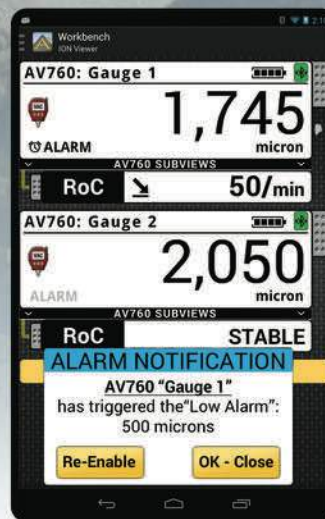 Workbench
ION Viewer
AV760: Gauge 1
VAC
1,745
ALARM
micron
AV760 SUBVIEWS
RoC
50/min
AV760: Gauge 2
VAC
2,050
ALARM
micron
AV760 SUBVIEWS
RoC
STABLE
ALARM NOTIFICATION
AV760 "Gauge 1"
has triggered the"Low Alarm":
500 microns
Re-Enable
OK - Close